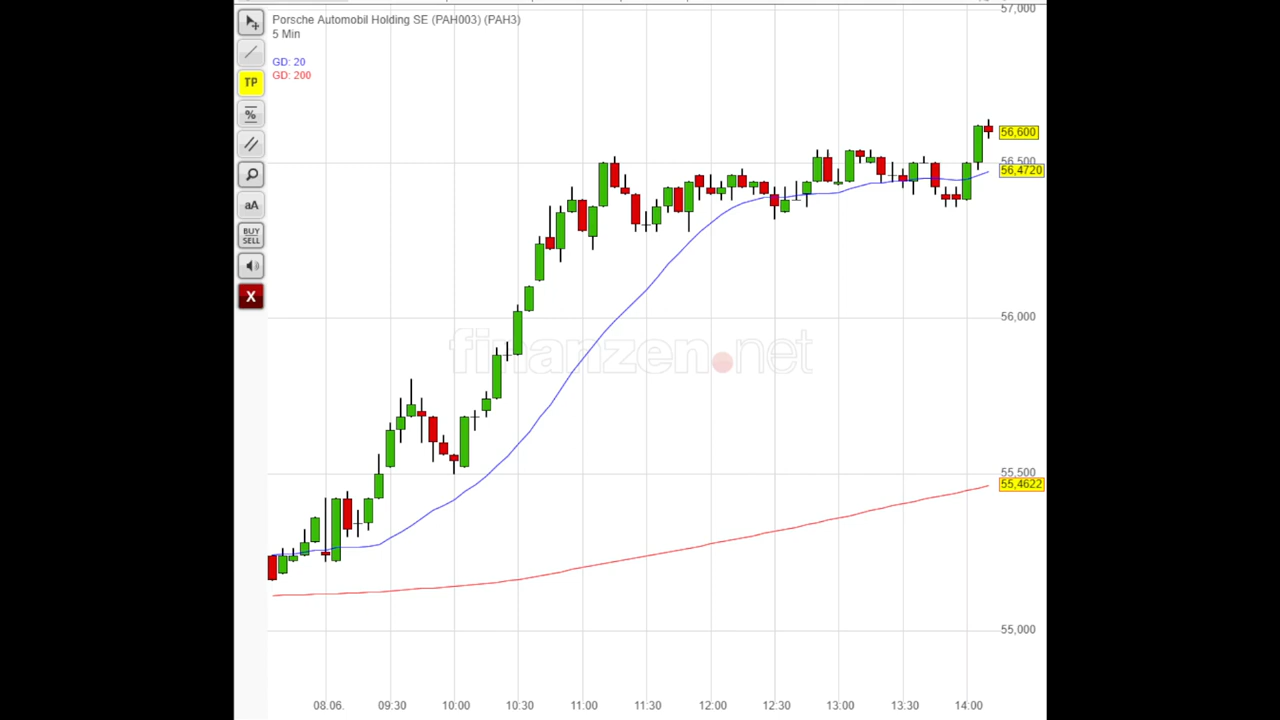 Porsche Automobil Holding SE (PAH003) (PAH3)
57,000
5 Min
GD: 20
GD: 200
TP
%
aA
BUY
SELL
X
56,600
56,500
56,4720
56,000
finanzen.net
55,500
55,4622
55,000
08.06. 09:30 10:00 10:30 11:00 11:30 12:00 12:30 13:00 13:30 14:00